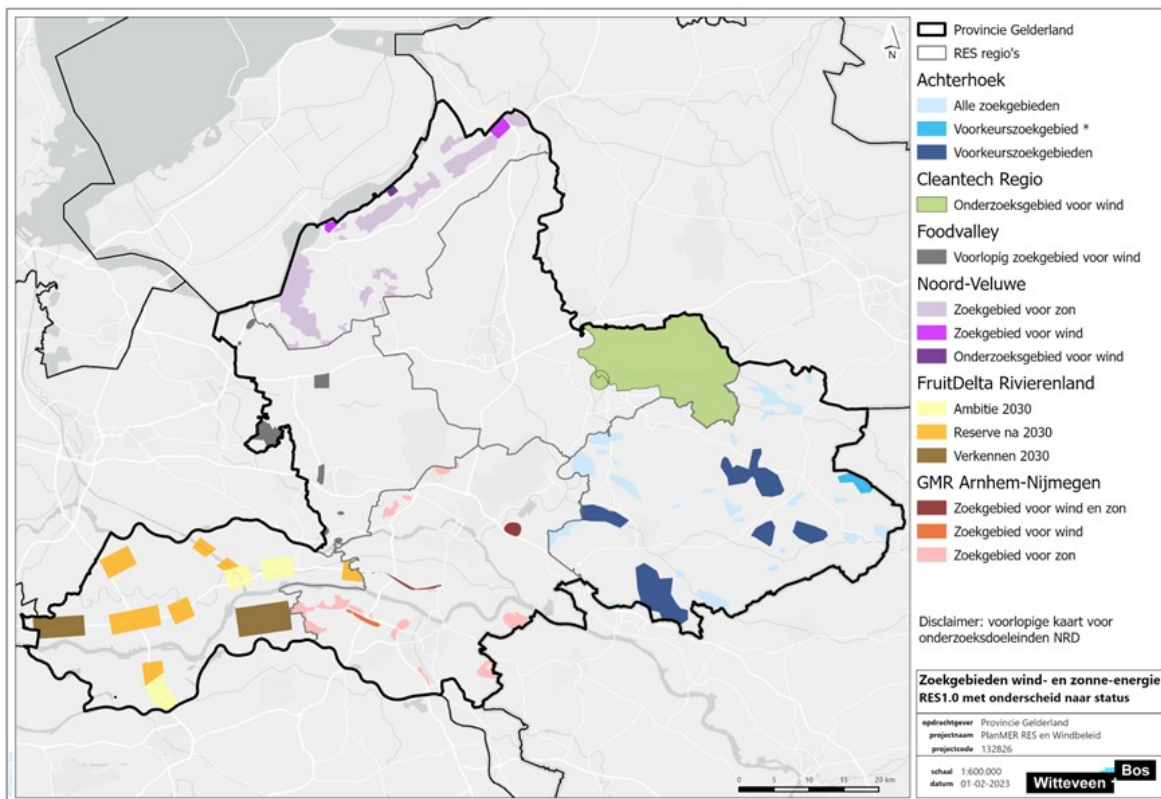 N
Provincie Gelderland
RES regio's
Achterhoek
Alle zoekgebieden
Voorkeurszoekgebied *
Voorkeurszoekgebieden
Cleantech Regio
Onderzoeksgebied voor wind
Foodvalley
Voorlopig zoekgebied voor wind
Noord-Veluwe
Zoekgebied voor zon
Zoekgebied voor wind
Onderzoeksgebied voor wind
FruitDelta Rivierenland
Ambitie 2030
Reserve na 2030
Verkennen 2030
GMR Arnhem-Nijmegen
Zoekgebied voor wind en zon
Zoekgebied voor wind
Zoekgebied voor zon
Disclaimer: voorlopige kaart voor
onderzoeksdoeleinden NRD
Zoekgebieden wind- en zonne-energie
RES1.0 met onderscheid naar status
opdrachtgever Provincie Gelderland
projectnaam PlanMER RES en Windbeleid
projectcode 132826
schaal 1:600.000
datum 01-02-2023
Witteveen + Bos
0 5 10 15 20 km